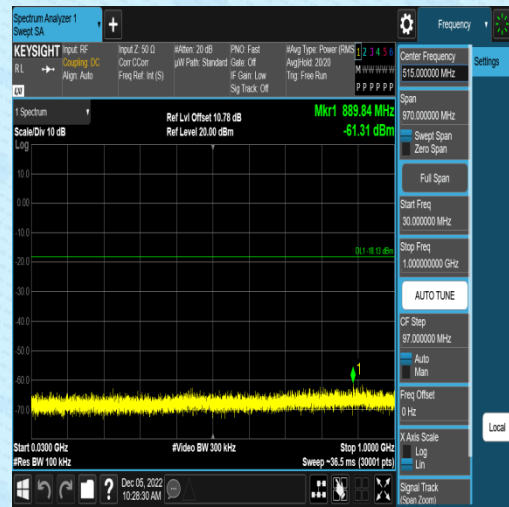 Spectrum Analyzer 1
Swept SA
Frequency
KEYSIGHT
RL
LXI
Input: RF
Coupling: DC
Align: Auto
Input Z: 50 Ω
Corr CCorr
Freq Ref: Int (S)
#Atten: 20 dB
µW Path: Standard
PNO: Fast
Gate: Off
IF Gain: Low
Sig Track: Off
#Avg Type: Power (RMS
Avg|Hold: 20/20
Trig: Free Run
1 2 3 4 5 6
M W W W W W
P P P P P P
1 Spectrum
Scale/Div 10 dB
Log
Ref Lvl Offset 10.78 dB
Ref Level 20.00 dBm
Mkr1 889.84 MHz
-61.31 dBm
10.0
0.00
-10.0
-20.0
-30.0
-40.0
-50.0
-60.0
-70.0
DL1 -18.13 dBm
1
Start 0.0300 GHz
#Res BW 100 kHz
#Video BW 300 kHz
Stop 1.0000 GHz
Sweep ~36.5 ms (30001 pts)
Center Frequency
515.000000 MHz
Span
970.000000 MHz
Swept Span
Zero Span
Full Span
Start Freq
30.000000 MHz
Stop Freq
1.000000000 GHz
AUTO TUNE
CF Step
97.000000 MHz
Auto
Man
Freq Offset
0 Hz
X Axis Scale
Log
Lin
Signal Track
(Span Zoom)
Settings
Local
Dec 05, 2022
10:28:30 AM